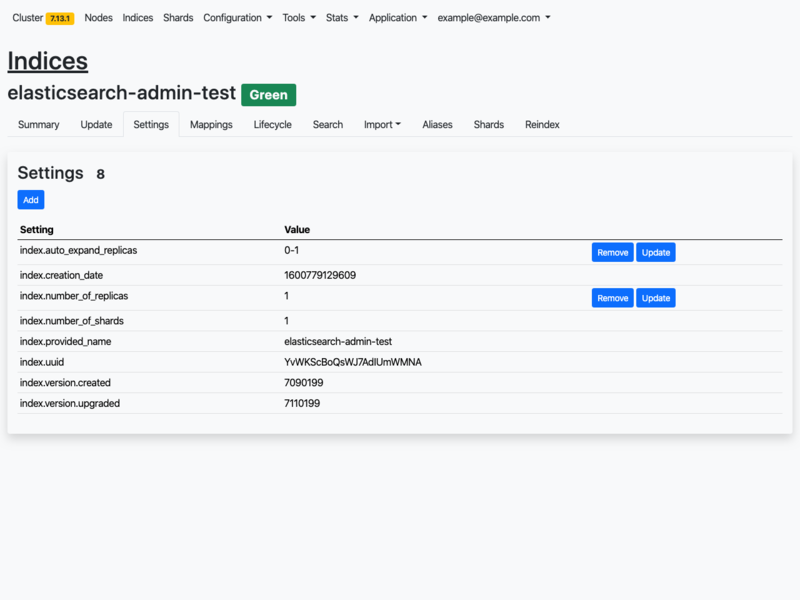 Cluster 7.13.1 Nodes Indices Shards Configuration Tools Stats Application example@example.com
Indices
elasticsearch-admin-test Green
Summary Update Settings Mappings Lifecycle Search Import Aliases Shards Reindex
Settings 8
Add
Setting Value
index.auto_expand_replicas 0-1 Remove Update
index.creation_date 1600779129609
index.number_of_replicas 1 Remove Update
index.number_of_shards 1
index.provided_name elasticsearch-admin-test
index.uuid YvWKScBoQsWJ7AdlUmWMNA
index.version.created 7090199
index.version.upgraded 7110199